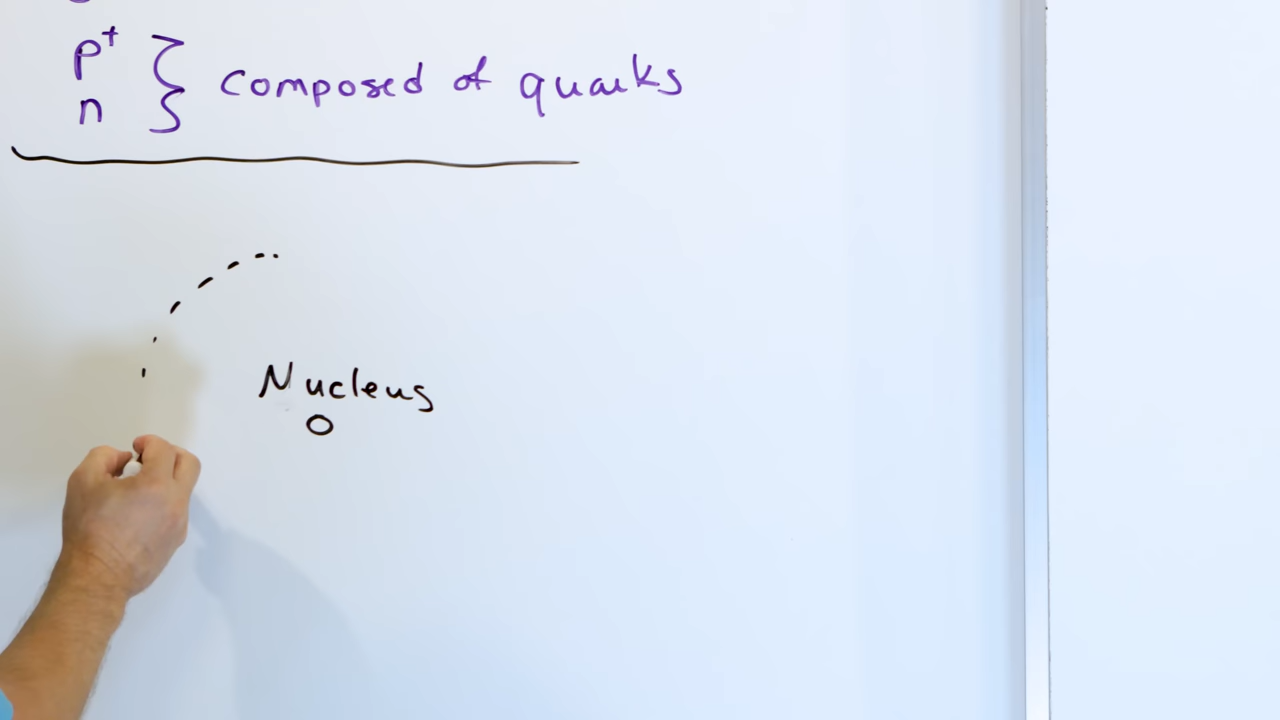 p⁺ } composed of quarks
n
Nucleus